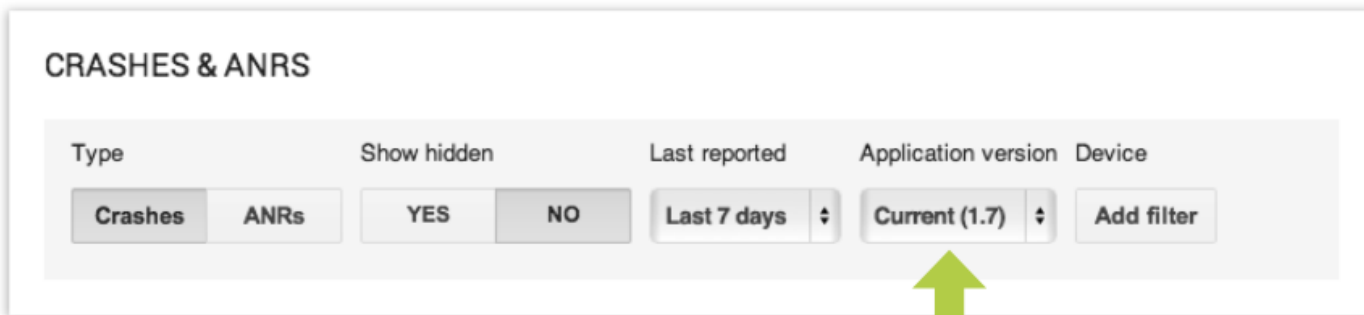 CRASHES & ANRS
Type Show hidden Last reported Application version Device
Crashes ANRs YES NO Last 7 days Current (1.7) Add filter